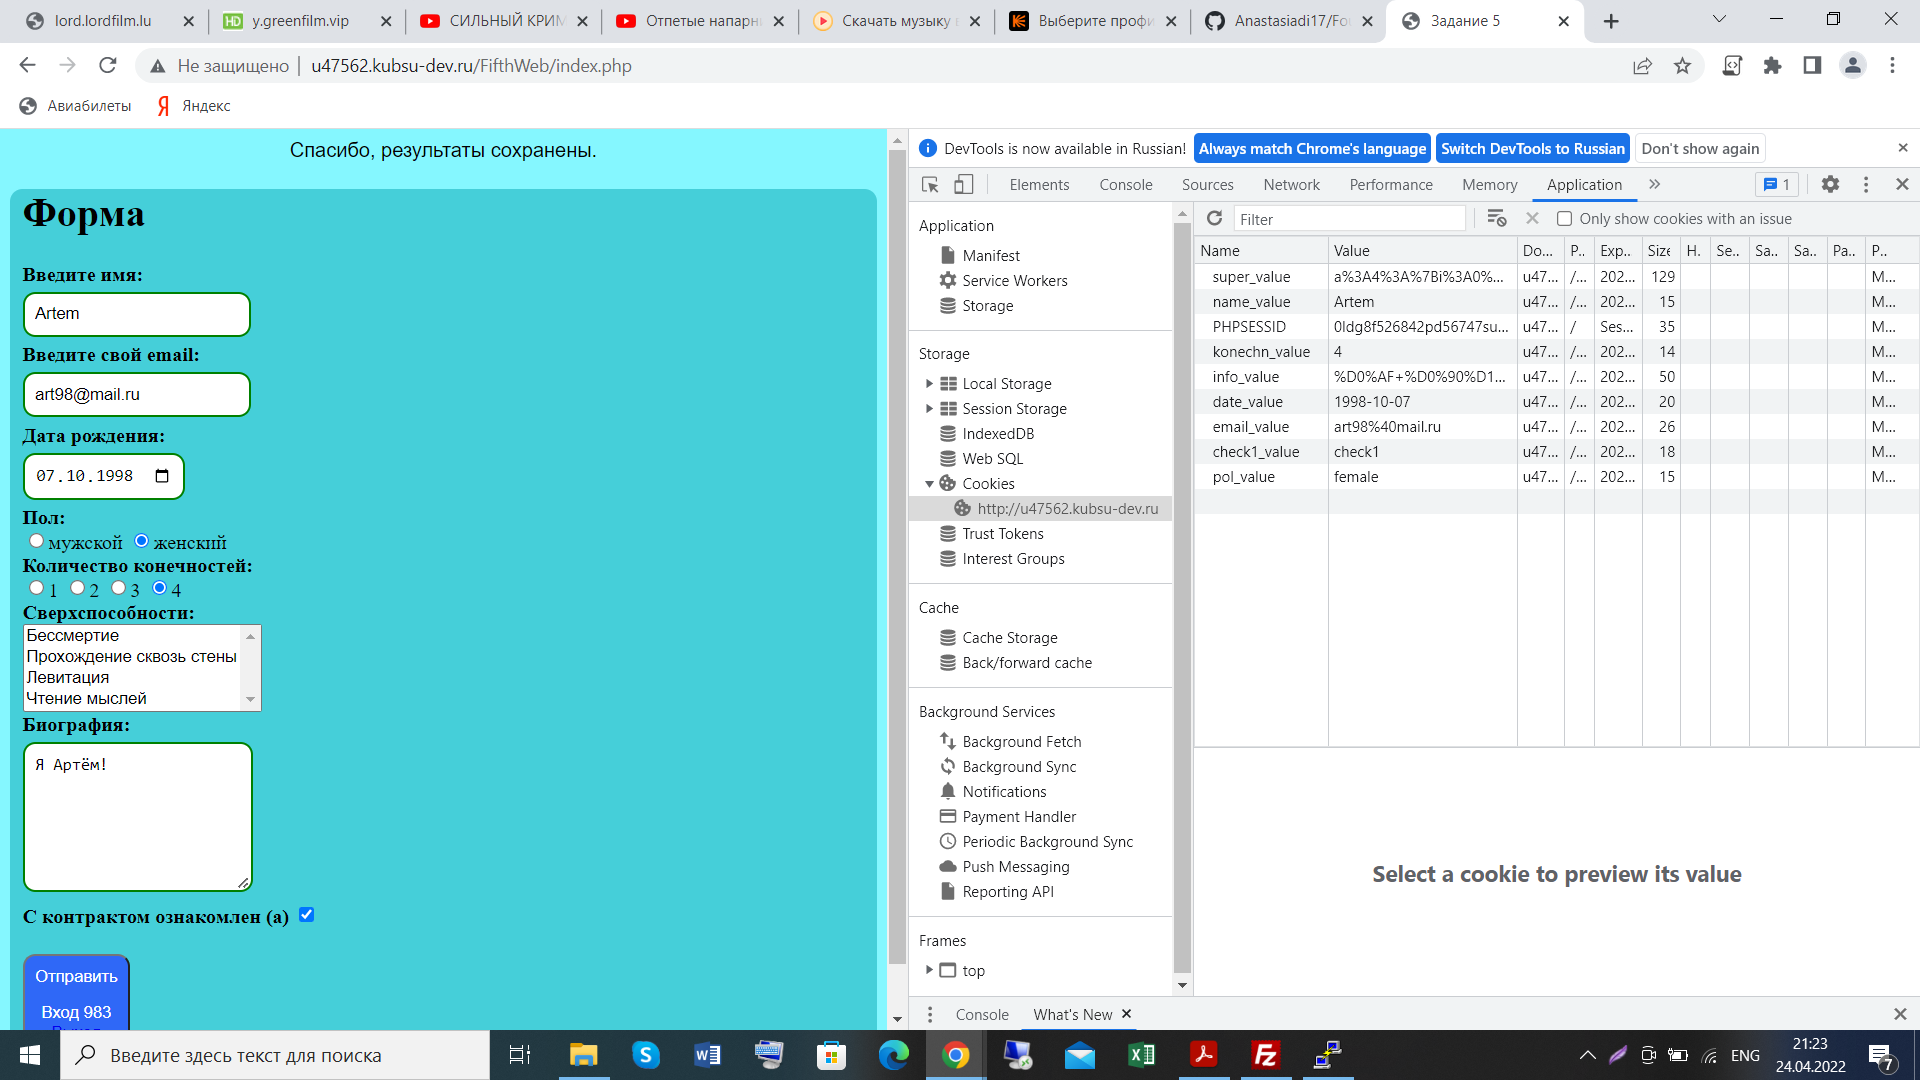 lord.lordfilm.lu
y.greenfilm.vip
СИЛЬНЫЙ КРИМ
Отпетые напарн
Скачать музыку
Выберите профи
Anastasiadi17/Fo
Задание 5
Не защищено
u47562.kubsu-dev.ru/FifthWeb/index.php
Авиабилеты
Яндекс
Спасибо, результаты сохранены.
Форма
Введите имя:
Artem
Введите свой email:
art98@mail.ru
Дата рождения:
07.10.1998
Пол:
мужской женский
Количество конечностей:
1 2 3 4
Сверхспособности:
Бессмертие
Прохождение сквозь стены
Левитация
Чтение мыслей
Биография:
Я Артём!
С контрактом ознакомлен (а)
Отправить
Вход 983
DevTools is now available in Russian!
Always match Chrome's language
Switch DevTools to Russian
Don't show again
Elements Console Sources Network Performance Memory Application
1
Application
Manifest
Service Workers
Storage
Storage
Local Storage
Session Storage
IndexedDB
Web SQL
Cookies
http://u47562.kubsu-dev.ru
Trust Tokens
Interest Groups
Cache
Cache Storage
Back/forward cache
Background Services
Background Fetch
Background Sync
Notifications
Payment Handler
Periodic Background Sync
Push Messaging
Reporting API
Frames
top
Filter
Only show cookies with an issue
Name Value Do... P.. Exp... Size H. Se.. Sa.. Sa.. Pa.. P..
super_value a%3A4%3A%7Bi%3A0%... u47... /... 202... 129 M...
name_value Artem u47... /... 202... 15 M...
PHPSESSID 0ldg8f526842pd56747su... u47... / Ses... 35 M...
konechn_value 4 u47... /... 202... 14 M...
info_value %D0%AF+%D0%90%D1... u47... /... 202... 50 M...
date_value 1998-10-07 u47... /... 202... 20 M...
email_value art98%40mail.ru u47... /... 202... 26 M...
check1_value check1 u47... /... 202... 18 M...
pol_value female u47... /... 202... 15 M...
Select a cookie to preview its value
Console
What's New
Введите здесь текст для поиска
ENG
21:23
24.04.2022
7